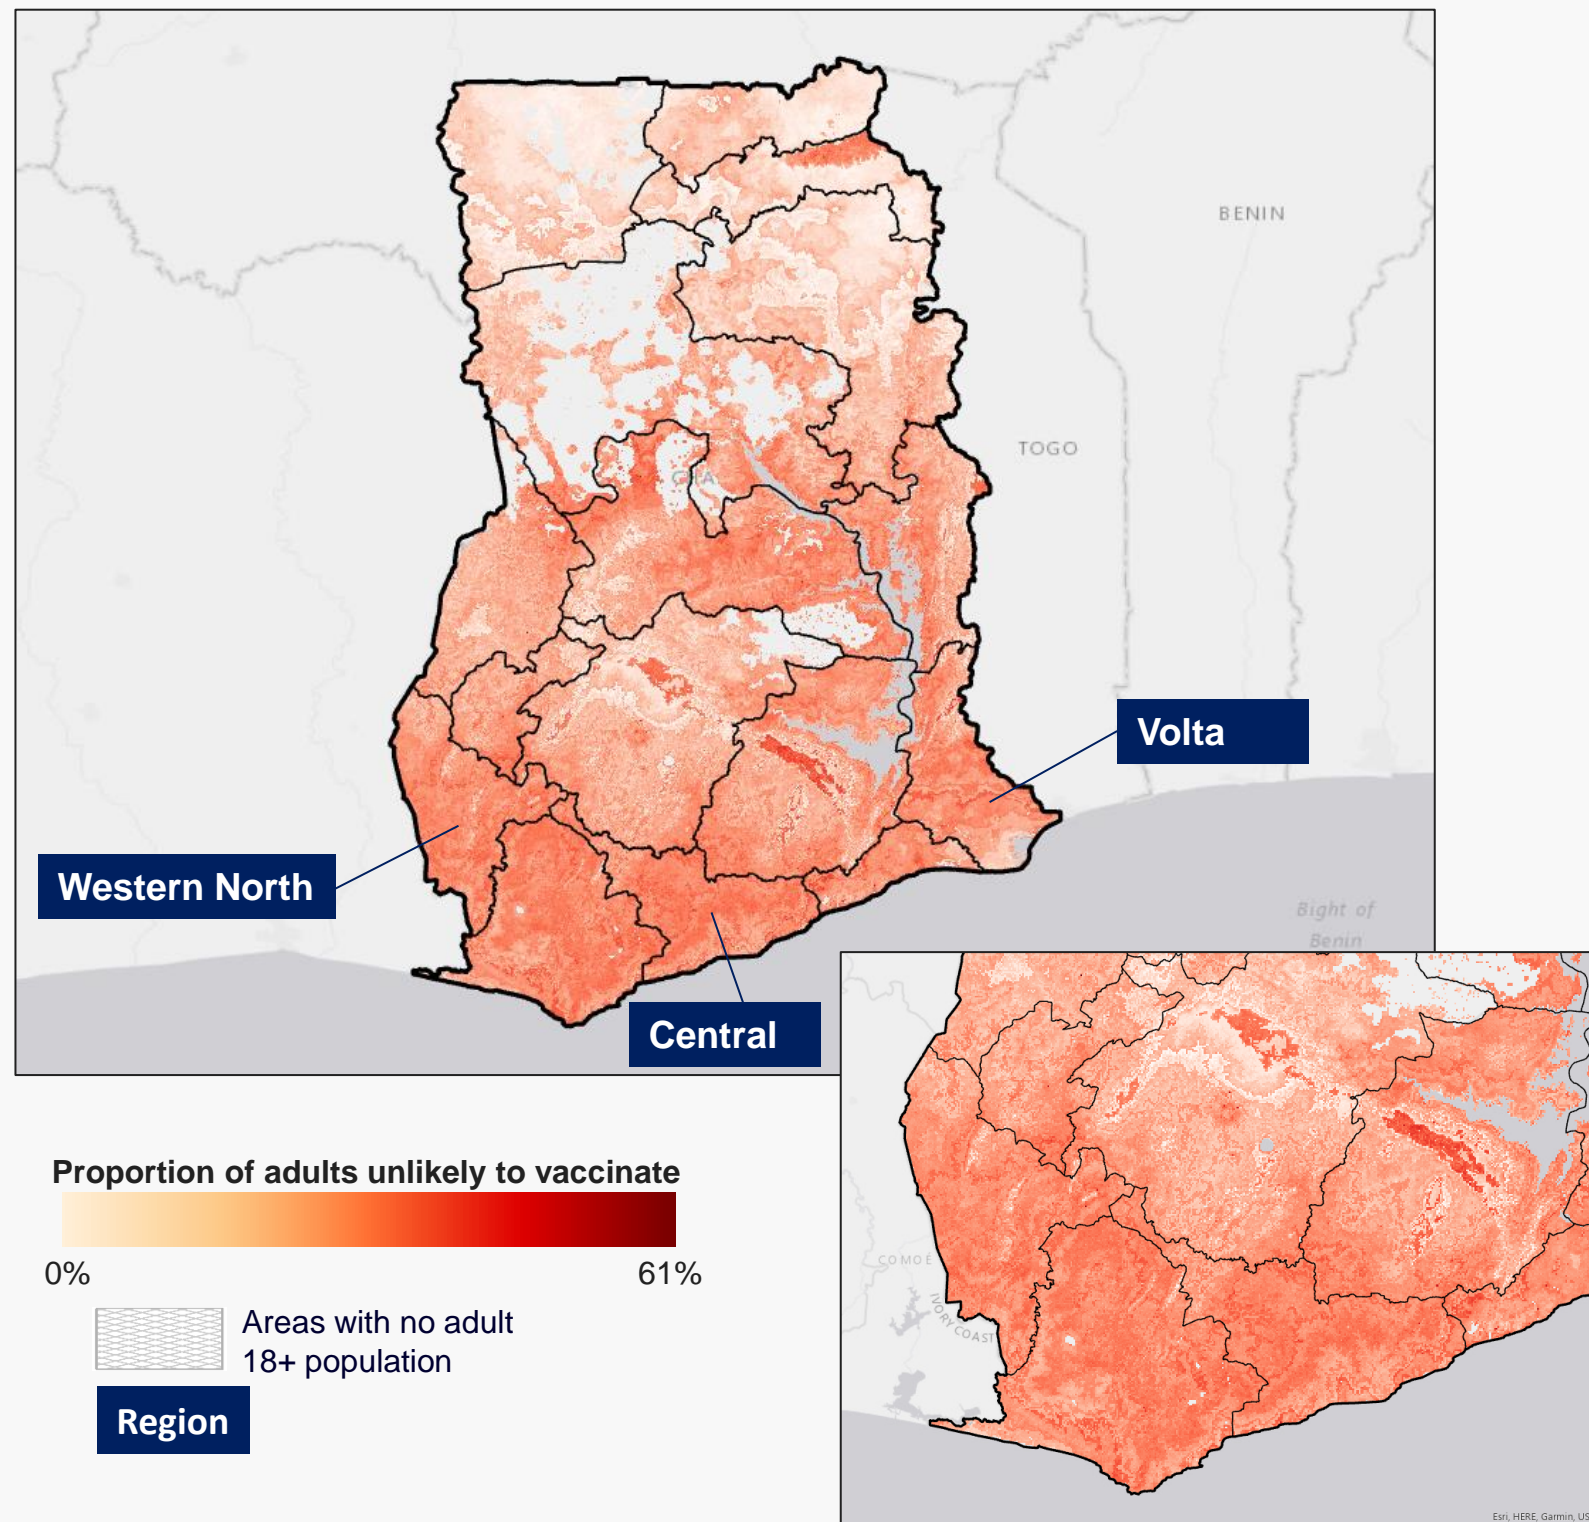 BENIN
TOGO
Volta
Western North
Bight of
Benin
Central
Proportion of adults unlikely to vaccinate
0%
61%
Areas with no adult
18+ population
Region
COMOÉ
IVORY COAST
Esri, HERE, Garmin, US